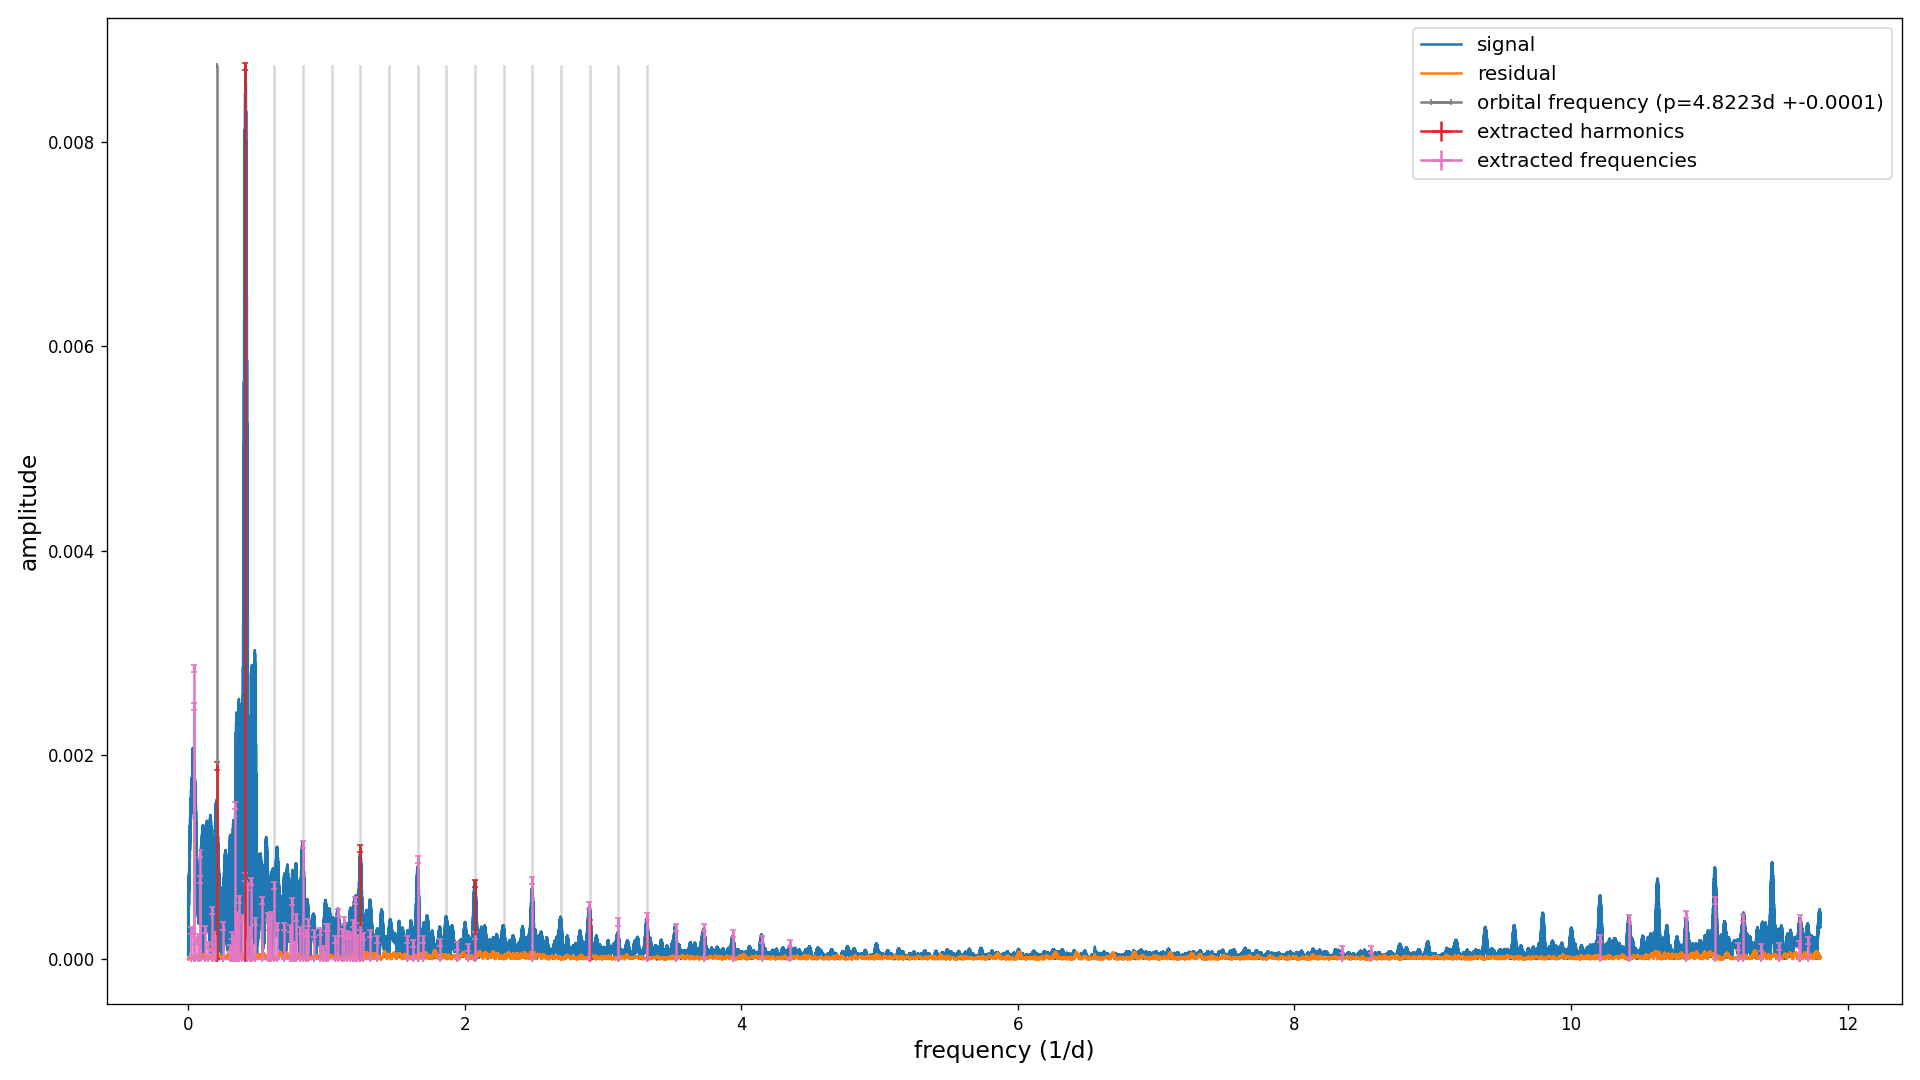 signal
residual
orbital frequency (p=4.8223d +-0.0001)
extracted harmonics
extracted frequencies
amplitude
0.008
0.006
0.004
0.002
0.000
0 2 4 6 8 10 12
frequency (1/d)